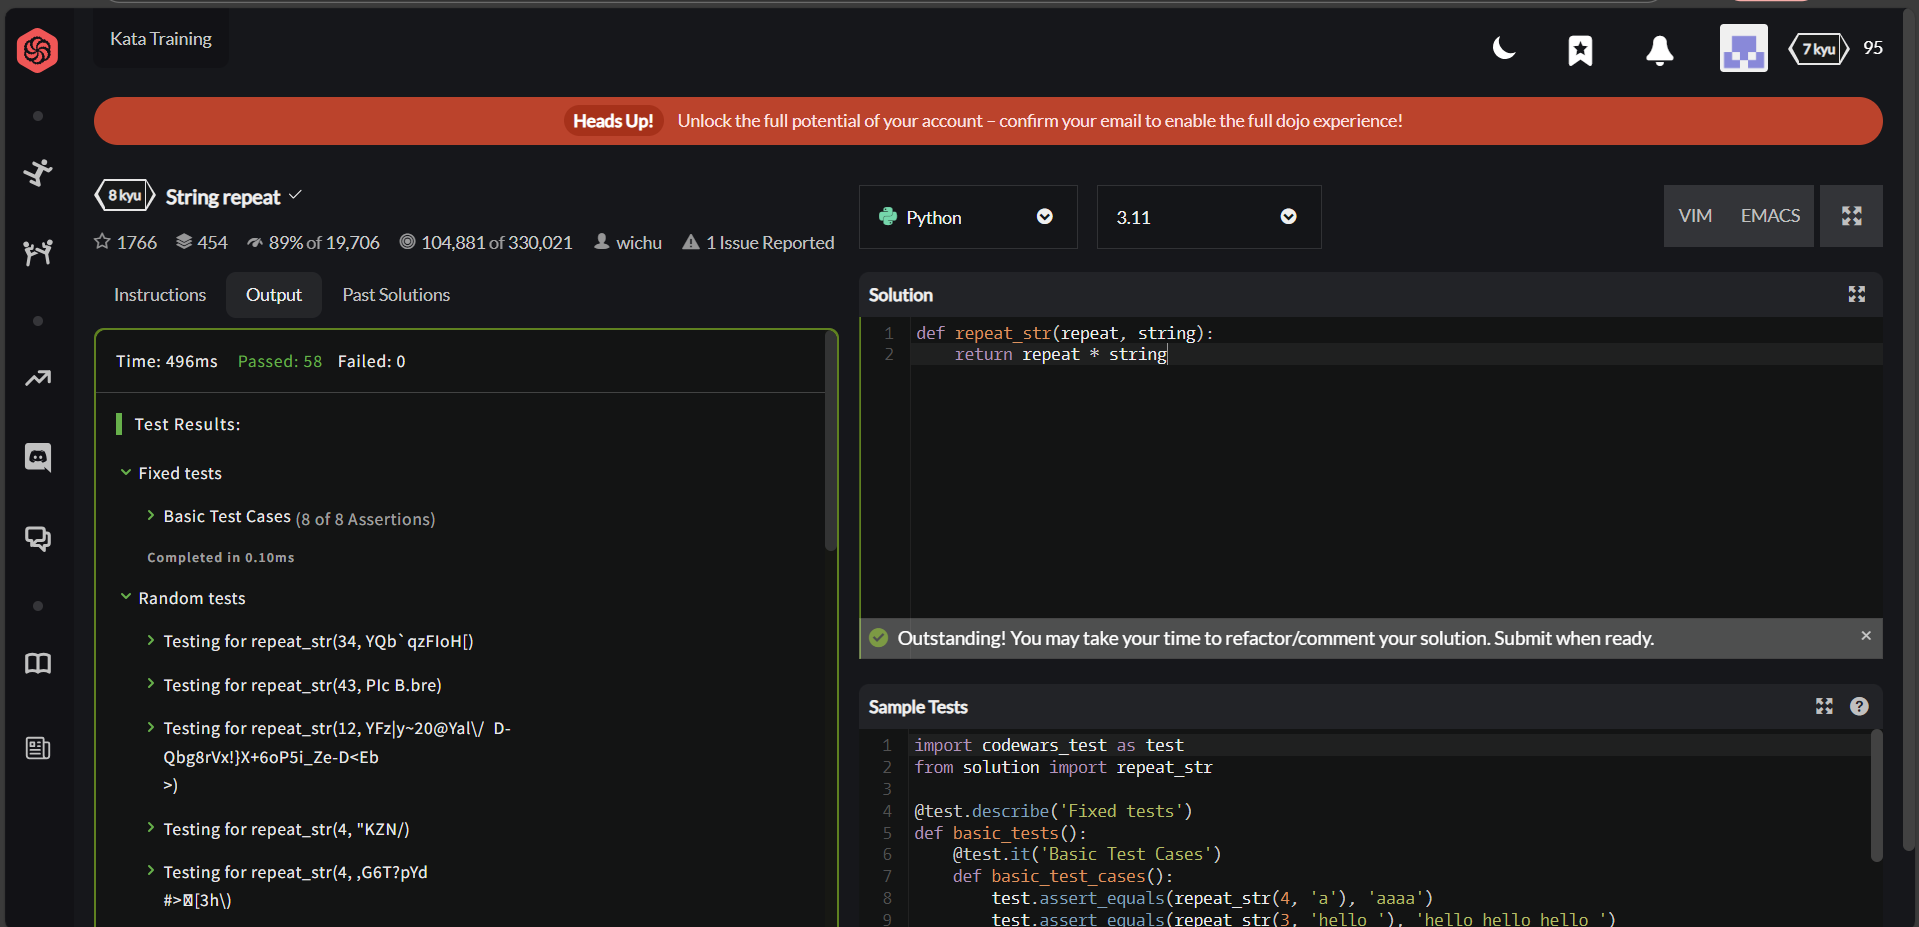 Kata Training
7 kyu 95
Heads Up! Unlock the full potential of your account – confirm your email to enable the full dojo experience!
8 kyu String repeat
1766 454 89% of 19,706 104,881 of 330,021 wichu 1 Issue Reported
Python 3.11 VIM EMACS
Instructions Output Past Solutions
Time: 496ms Passed: 58 Failed: 0
Test Results:
Fixed tests
Basic Test Cases (8 of 8 Assertions)
Completed in 0.10ms
Random tests
Testing for repeat_str(34, YQb`qzFIoH[)
Testing for repeat_str(43, PIc B.bre)
Testing for repeat_str(12, YFz|y~20@Yal\/ D-
Qbg8rVx!}X+6oP5i_Ze-D<Eb
>)
Testing for repeat_str(4, "KZN/)
Testing for repeat_str(4, ,G6T?pYd
#>[3h\)
Solution
1 def repeat_str(repeat, string):
2 return repeat * string
Outstanding! You may take your time to refactor/comment your solution. Submit when ready.
Sample Tests
1 import codewars_test as test
2 from solution import repeat_str
3
4 @test.describe('Fixed tests')
5 def basic_tests():
6 @test.it('Basic Test Cases')
7 def basic_test_cases():
8 test.assert_equals(repeat_str(4, 'a'), 'aaaa')
9 test.assert_equals(repeat_str(3, 'hello '), 'hello hello hello ')